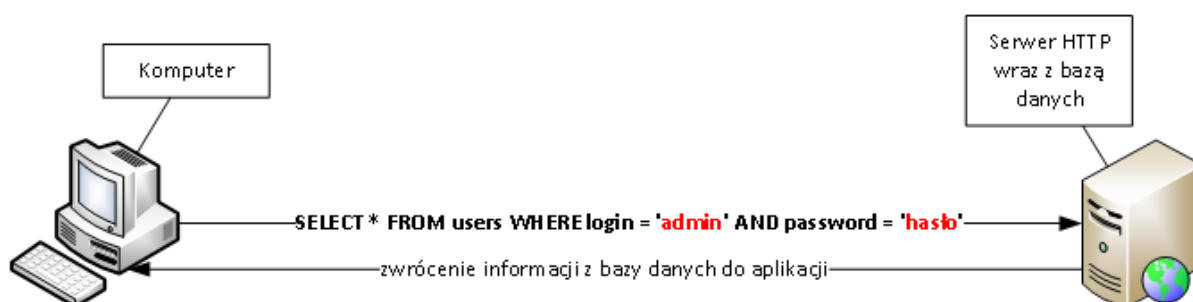 Komputer
Serwer HTTP
wraz z bazą
danych
SELECT * FROM users WHERE login = 'admin' AND password = 'hasło'
zwrócenie informacji z bazy danych do aplikacji